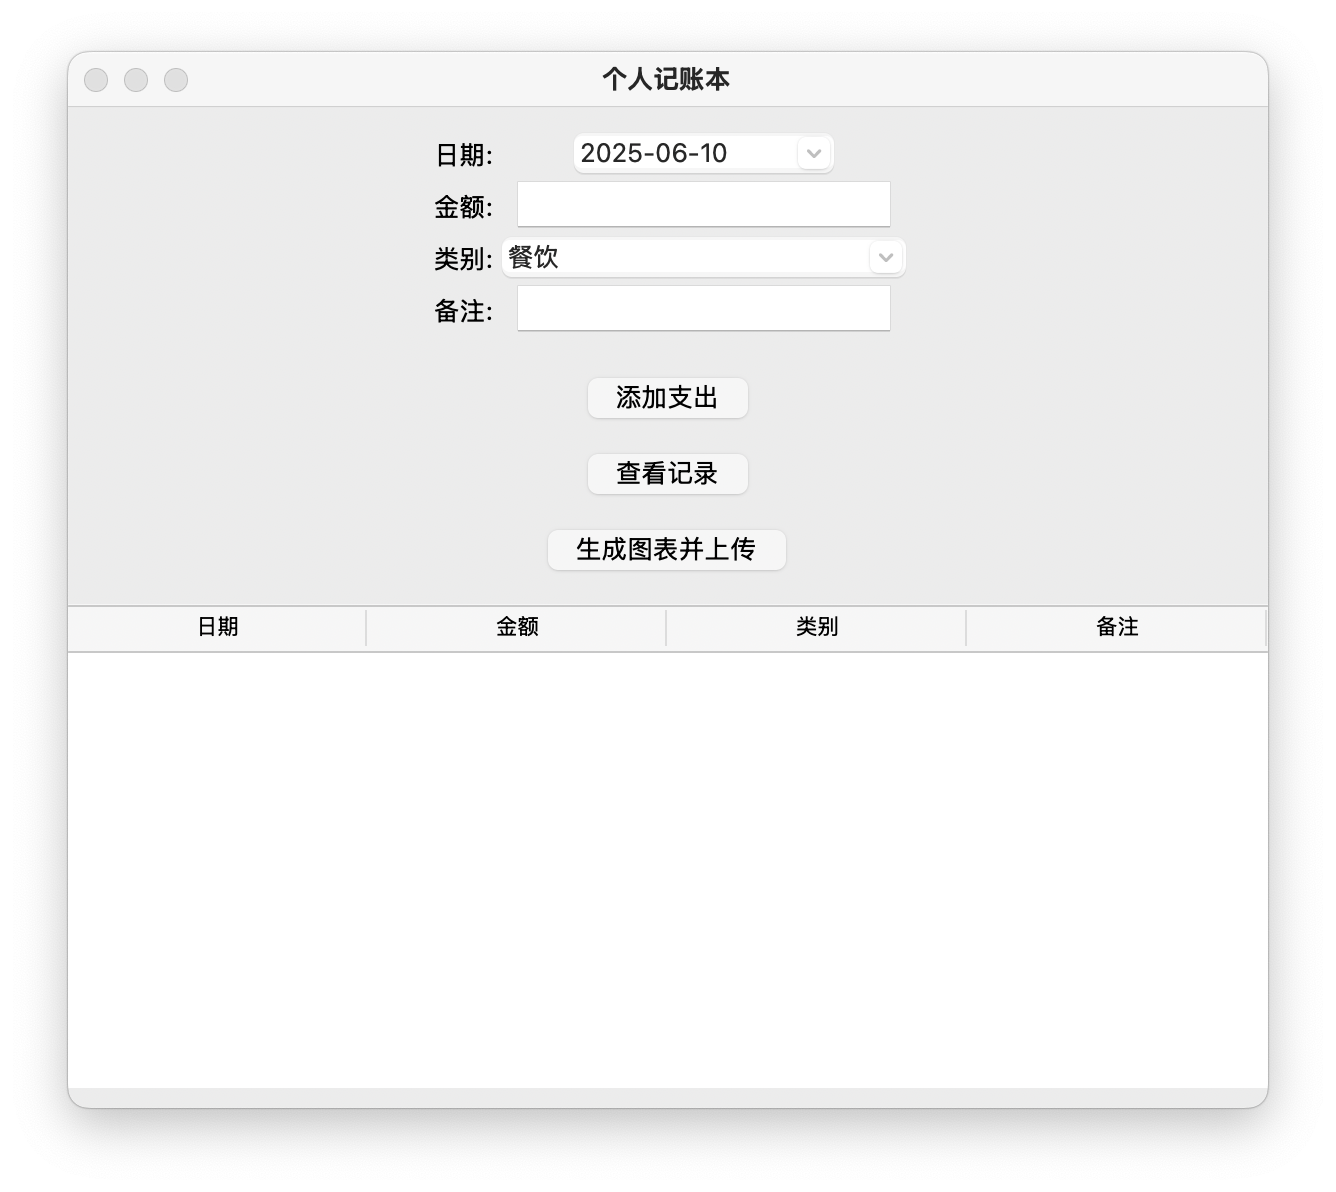 个人记账本
日期: 2025-06-10
金额:
类别: 餐饮
备注:
添加支出
查看记录
生成图表并上传
日期 金额 类别 备注